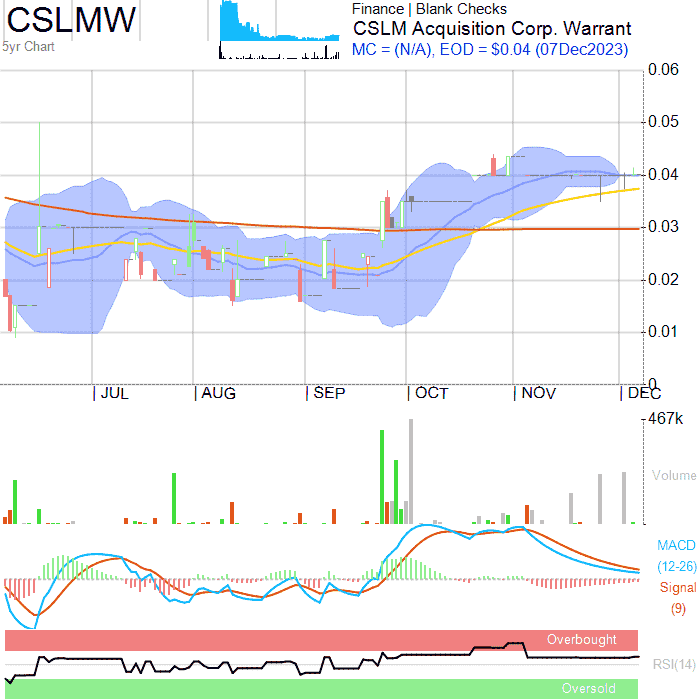 CSLMW
5yr Chart
Finance | Blank Checks
CSLM Acquisition Corp. Warrant
MC = (N/A), EOD = $0.04 (07Dec2023)
0.06
0.05
0.04
0.03
0.02
0.01
0
JUL AUG SEP OCT NOV DEC
467k
Volume
MACD
(12-26)
Signal
(9)
Overbought
RSI(14)
Oversold